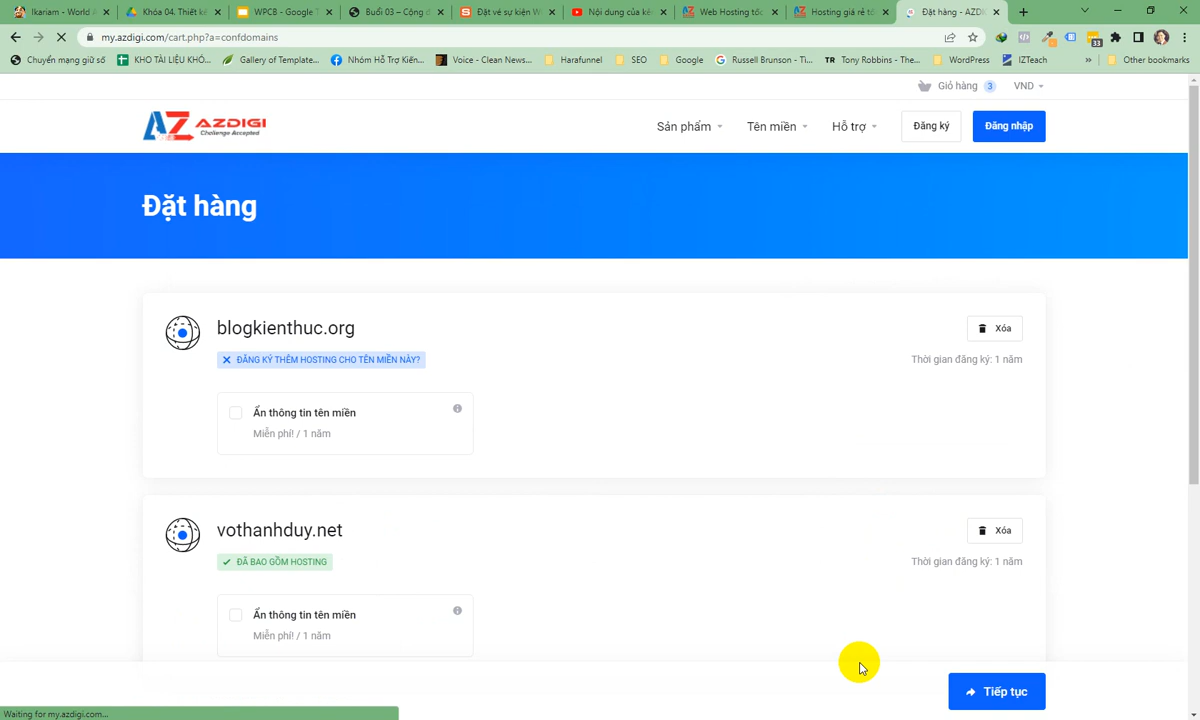 Ikariam - World
Khóa 04. Thiết kế
WPCB - Google
Buổi 03 – Cộng đ
Đặt vé sự kiện W
Nội dung của kê
Web Hosting tốc
Hosting giá rẻ tố
Đặt hàng - AZDIG
my.azdigi.com/cart.php?a=confdomains
33
Chuyển mạng giữ số
KHO TÀI LIỆU KHÓ...
Gallery of Template...
Nhóm Hỗ Trợ Kiến...
Voice - Clean News...
Harafunnel
SEO
Google
Russell Brunson - Ti...
TR Tony Robbins - The...
WordPress
IZTeach
»
Other bookmarks
Giỏ hàng 3
VND
AZ AZDIGI
Challenge Accepted
Sản phẩm
Tên miền
Hỗ trợ
Đăng ký
Đăng nhập
Đặt hàng
blogkienthuc.org
Xóa
ĐĂNG KÝ THÊM HOSTING CHO TÊN MIỀN NÀY?
Thời gian đăng ký: 1 năm
Ẩn thông tin tên miền
Miễn phí! / 1 năm
vothanhduy.net
Xóa
ĐÃ BAO GỒM HOSTING
Thời gian đăng ký: 1 năm
Ẩn thông tin tên miền
Miễn phí! / 1 năm
Tiếp tục
Waiting for my.azdigi.com...